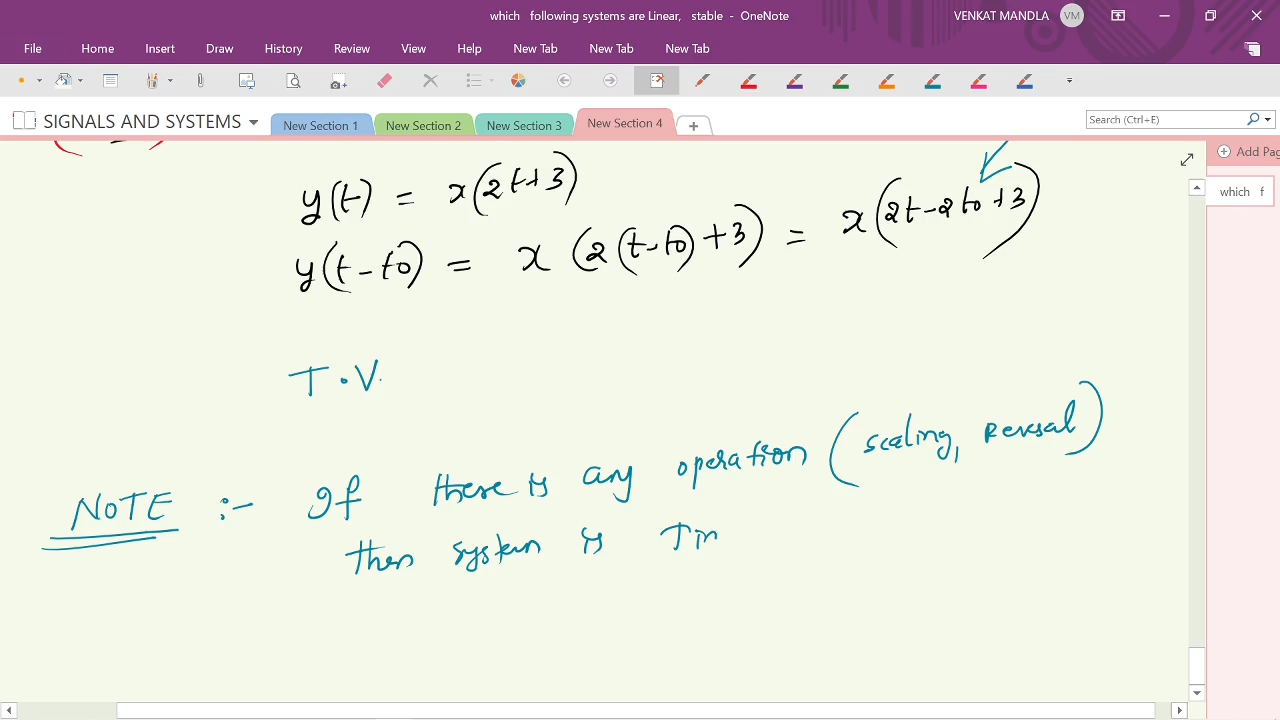 which following systems are Linear, stable - OneNote
VENKAT MANDLA VM
File Home Insert Draw History Review View Help New Tab New Tab New Tab
SIGNALS AND SYSTEMS New Section 1 New Section 2 New Section 3 New Section 4
Search (Ctrl+E)
Add Pag
which f
y(t) = x(2t+3)
y(t-t0) = x(2(t-t0)+3) = x(2t-2t0+3)
T.V.
NOTE :- If there is any operation (scaling, reversal)
then system is Tim